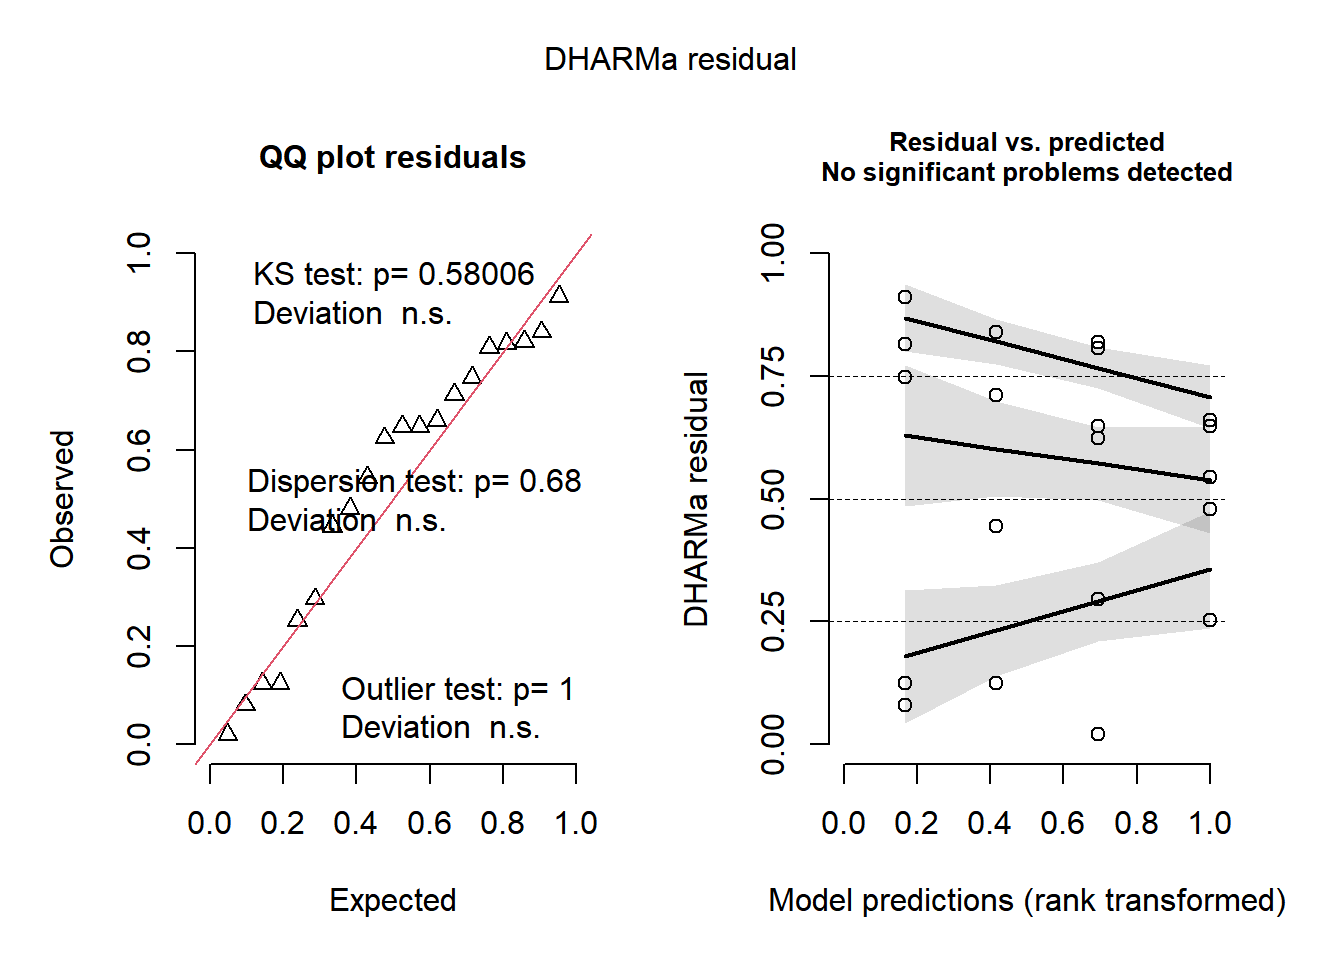 DHARMa residual
QQ plot residuals
KS test: p= 0.58006
Deviation  n.s.
Dispersion test: p= 0.68
Deviation  n.s.
Outlier test: p= 1
Deviation  n.s.
Observed
0.0 0.2 0.4 0.6 0.8 1.0
0.0 0.2 0.4 0.6 0.8 1.0
Expected
Residual vs. predicted
No significant problems detected
DHARMa residual
0.00 0.25 0.50 0.75 1.00
0.0 0.2 0.4 0.6 0.8 1.0
Model predictions (rank transformed)